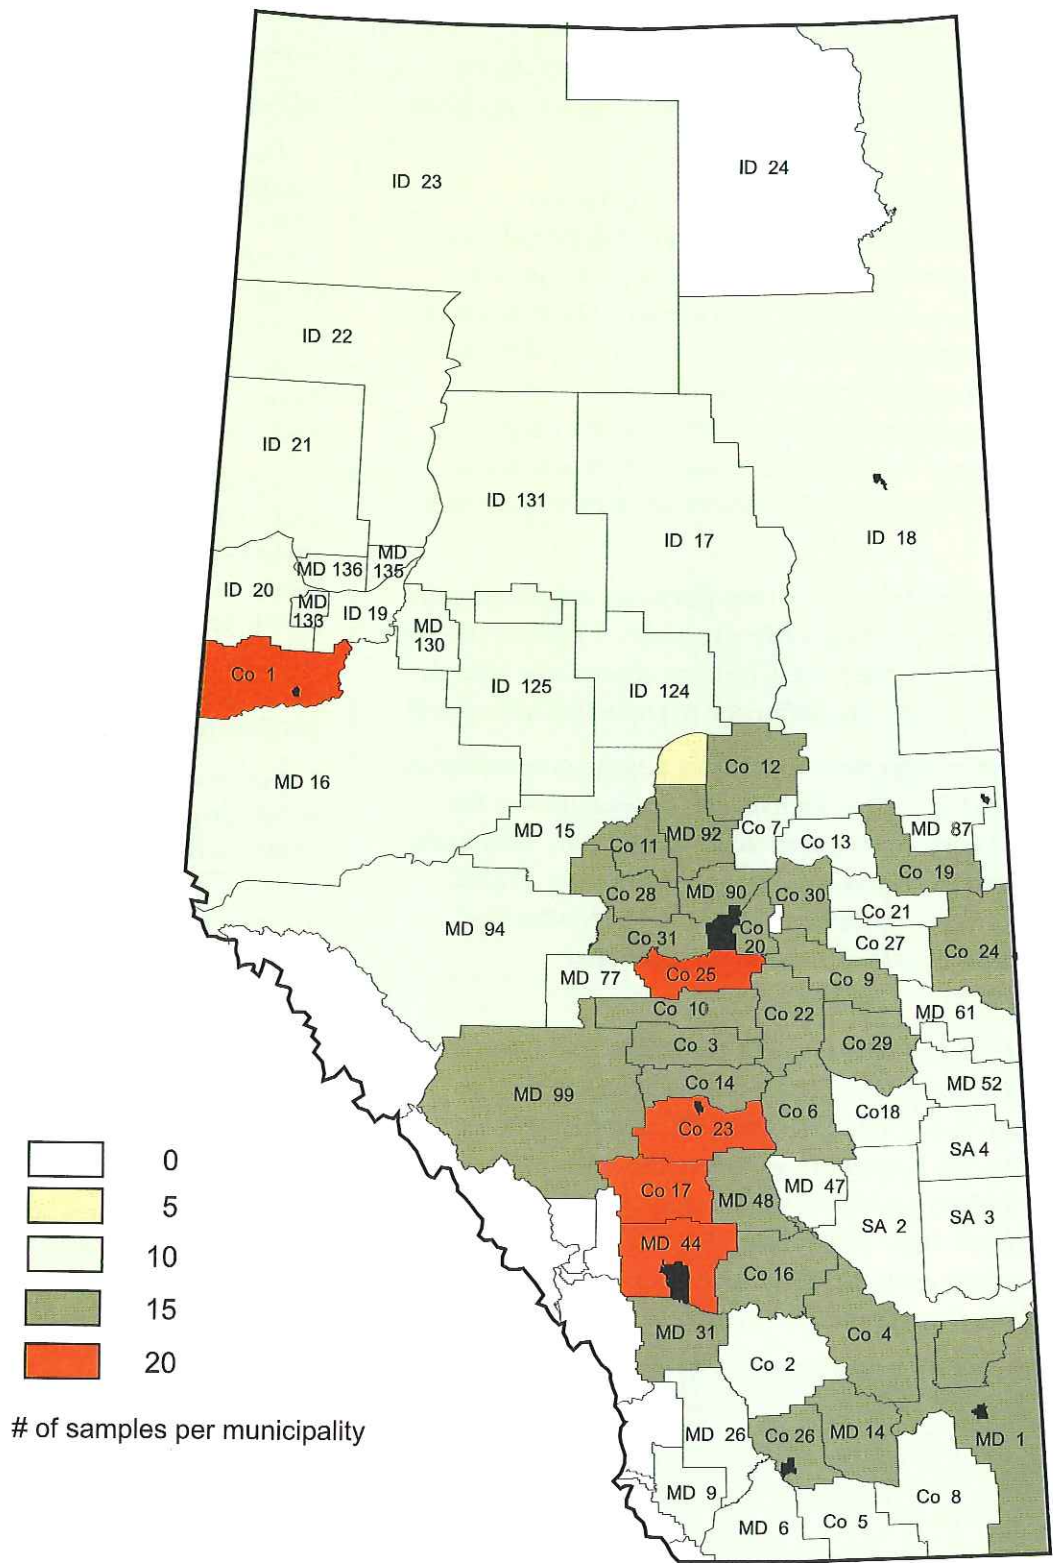 ID 23
ID 24
ID 22
ID 21
ID 131
ID 17
ID 18
MD
135
MD 136
ID 20
MD
133
ID 19
MD
130
Co 1
ID 125
ID 124
MD 16
Co 12
MD 15
Co 11
MD 92
Co 7
Co 13
MD 87
Co 19
Co 28
MD 90
Co 30
Co 21
MD 94
Co 31
Co
20
Co 27
Co 24
MD 77
Co 25
Co 9
Co 10
Co 22
MD 61
Co 3
Co 29
MD 99
Co 14
MD 52
Co 6
Co18
Co 23
SA 4
Co 17
MD 48
MD 47
SA 2
SA 3
MD 44
Co 16
MD 31
Co 4
Co 2
MD 26
Co 26
MD 14
MD 1
MD 9
Co 8
MD 6
Co 5
0
5
10
15
20
# of samples per municipality